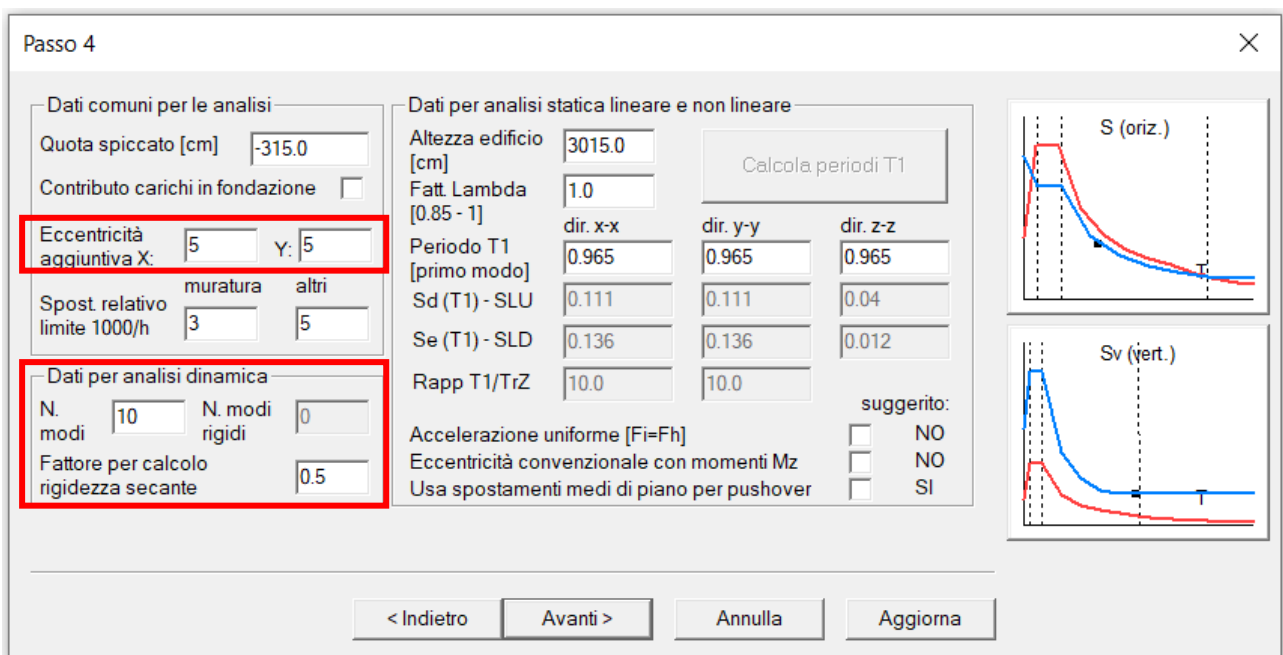 Passo 4
Dati comuni per le analisi
Quota spiccato [cm] -315.0
Contributo carichi in fondazione
Eccentricità
aggiuntiva X: 5 Y: 5
muratura altri
Spost. relativo
limite 1000/h 3 5
Dati per analisi dinamica
N.
modi 10 N. modi
rigidi 0
Fattore per calcolo
rigidezza secante 0.5
Dati per analisi statica lineare e non lineare
Altezza edificio
[cm] 3015.0
Calcola periodi T1
Fatt. Lambda
[0.85 - 1] 1.0
dir. x-x dir. y-y dir. z-z
Periodo T1
[primo modo] 0.965 0.965 0.965
Sd (T1) - SLU 0.111 0.111 0.04
Se (T1) - SLD 0.136 0.136 0.012
Rapp T1/TrZ 10.0 10.0
suggerito:
Accelerazione uniforme [Fi=Fh] NO
Eccentricità convenzionale con momenti Mz NO
Usa spostamenti medi di piano per pushover SI
S (oriz.)
T
Sv (vert.)
T
< Indietro Avanti > Annulla Aggiorna